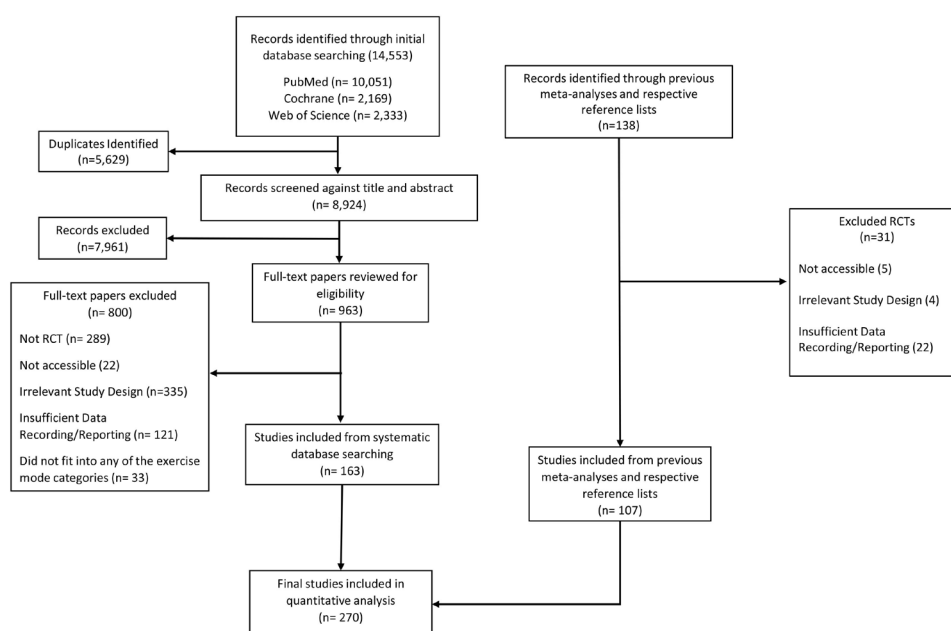 Records identified through initial
database searching (14,553)
PubMed (n= 10,051)
Cochrane (n = 2,169)
Web of Science (n = 2,333)
Records identified through previous
meta-analyses and respective
reference lists
(n=138)
Duplicates Identified
(n=5,629)
Records screened against title and abstract
(n= 8,924)
Records excluded
(n=7,961)
Excluded RCTs
(n=31)
Not accessible (5)
Irrelevant Study Design (4)
Insufficient Data
Recording/Reporting (22)
Full-text papers reviewed for
eligibility
(n= 963)
Full-text papers excluded
(n= 800)
Not RCT (n= 289)
Not accessible (22)
Irrelevant Study Design (n=335)
Insufficient Data
Recording/Reporting (n= 121)
Did not fit into any of the exercise
mode categories (n= 33)
Studies included from systematic
database searching
(n= 163)
Studies included from previous
meta-analyses and respective
reference lists
(n= 107)
Final studies included in
quantitative analysis
(n= 270)